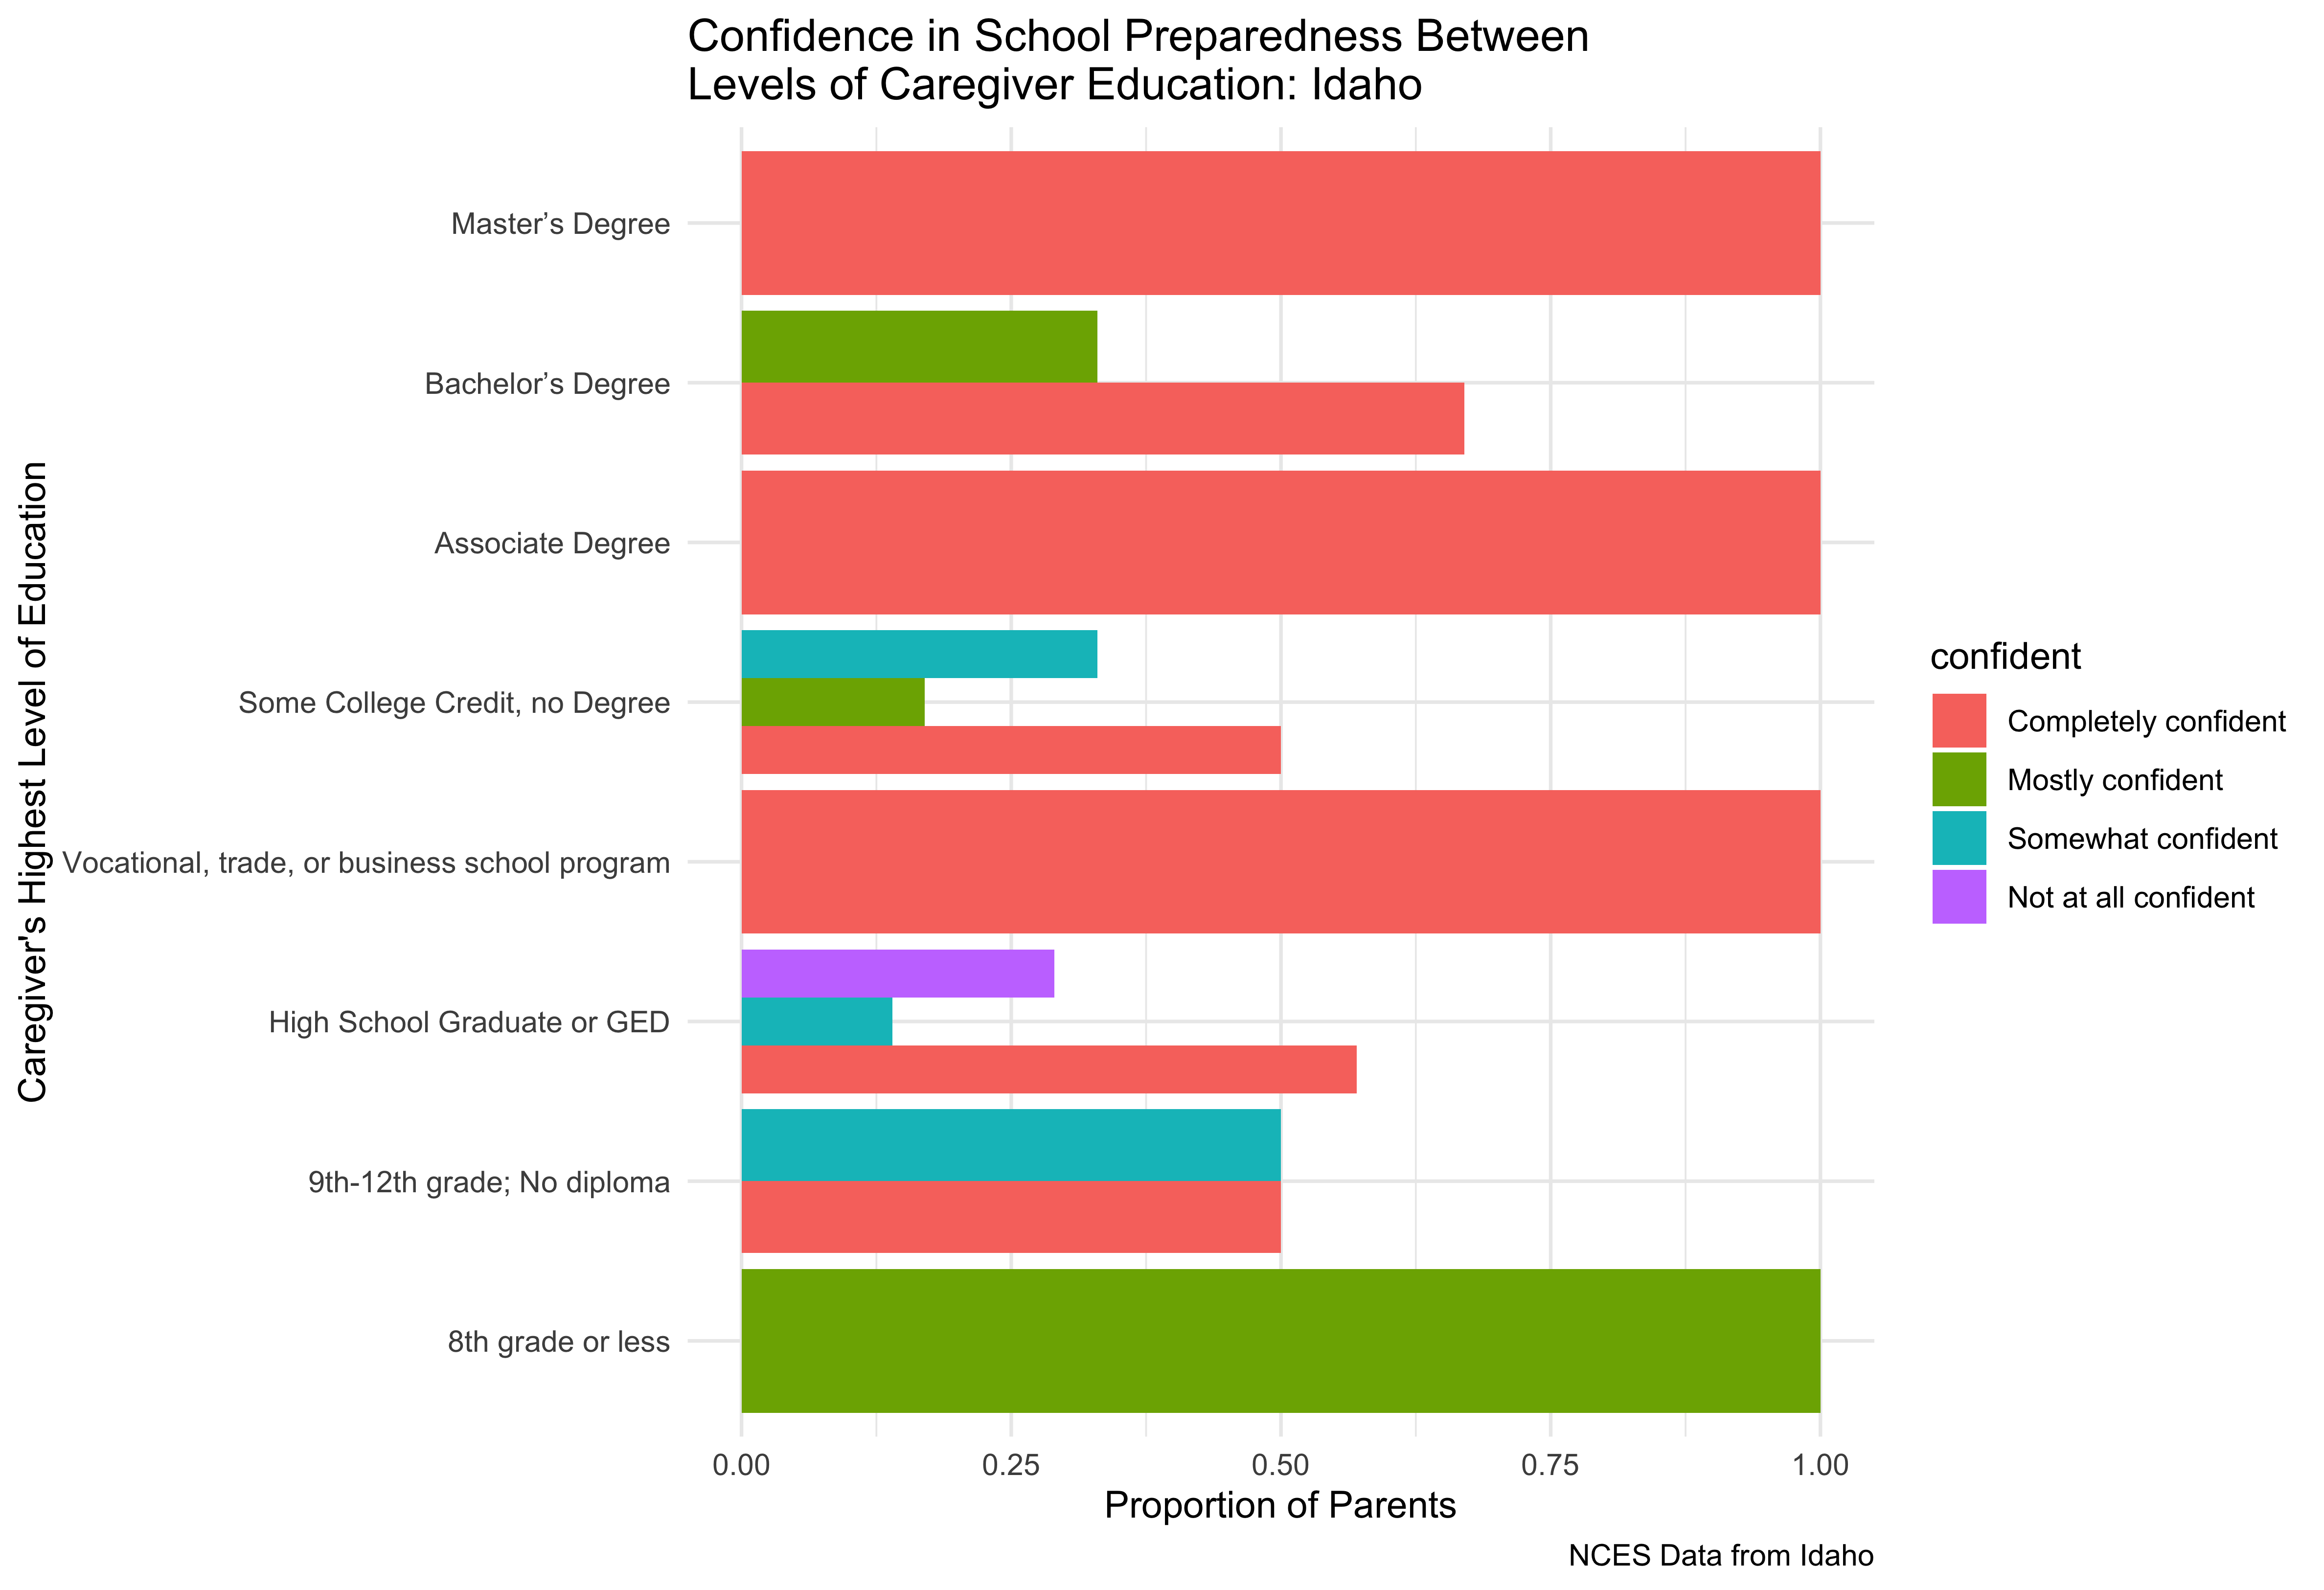 Confidence in School Preparedness Between
Levels of Caregiver Education: Idaho
Caregiver's Highest Level of Education
Master’s Degree
Bachelor’s Degree
Associate Degree
Some College Credit, no Degree
Vocational, trade, or business school program
High School Graduate or GED
9th-12th grade; No diploma
8th grade or less
0.00 0.25 0.50 0.75 1.00
Proportion of Parents
confident
Completely confident
Mostly confident
Somewhat confident
Not at all confident
NCES Data from Idaho